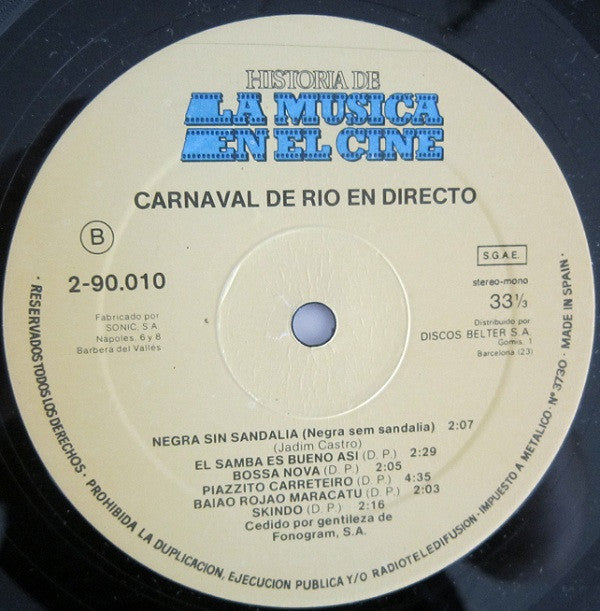 HISTORIA DE
LA MUSICA
EN EL CINE
CARNAVAL DE RIO EN DIRECTO
B
2-90.010
Fabricado por
SONIC, S.A
Nápoles, 6 y 8
Barbera del Vallés
S.G.A.E.
stereo-mono
33⅓
Distribuido por
DISCOS BELTER S.A.
Gomis, 1
Barcelona (23)
NEGRA SIN SANDALIA (Negra sem sandalia) 2:07
(Jadim Castro)
EL SAMBA ES BUENO ASI (D. P.) 2:29
BOSSA NOVA (D. P.) 2:05
PIAZZITO CARRETEIRO (D. P.) 4:35
BAIAO ROJAO MARACATU (D. P.) 2:03
SKINDO (D. P.) 2:16
Cedido por gentileza de
Fonogram, S.A.
· RESERVADOS TODOS LOS DERECHOS · PROHIBIDA LA DUPLICACION, EJECUCION PUBLICA Y/O RADIOTELEDIFUSION · IMPUESTO A METALICO · Nº 3730 · MADE IN SPAIN ·